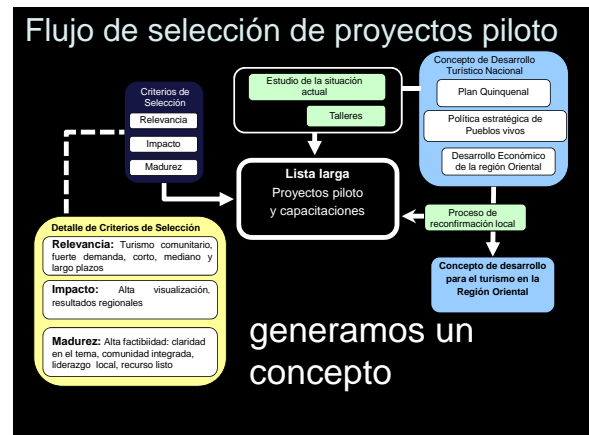 Flujo de selección de proyectos piloto
Concepto de Desarrollo
Turístico Nacional
Plan Quinquenal
Política estratégica de
Pueblos vivos
Desarrollo Económico
de la región Oriental
Estudio de la situación
actual
Talleres
Criterios de
Selección
Relevancia
Impacto
Madurez
Lista larga
Proyectos piloto
y capacitaciones
Proceso de
reconfirmación local
Concepto de desarrollo
para el turismo en la
Región Oriental
Detalle de Criterios de Selección
Relevancia: Turismo comunitario,
fuerte demanda, corto, mediano y
largo plazos
Impacto: Alta visualización,
resultados regionales
Madurez: Alta factibiidad: claridad
en el tema, comunidad integrada,
liderazgo local, recurso listo
generamos un
concepto